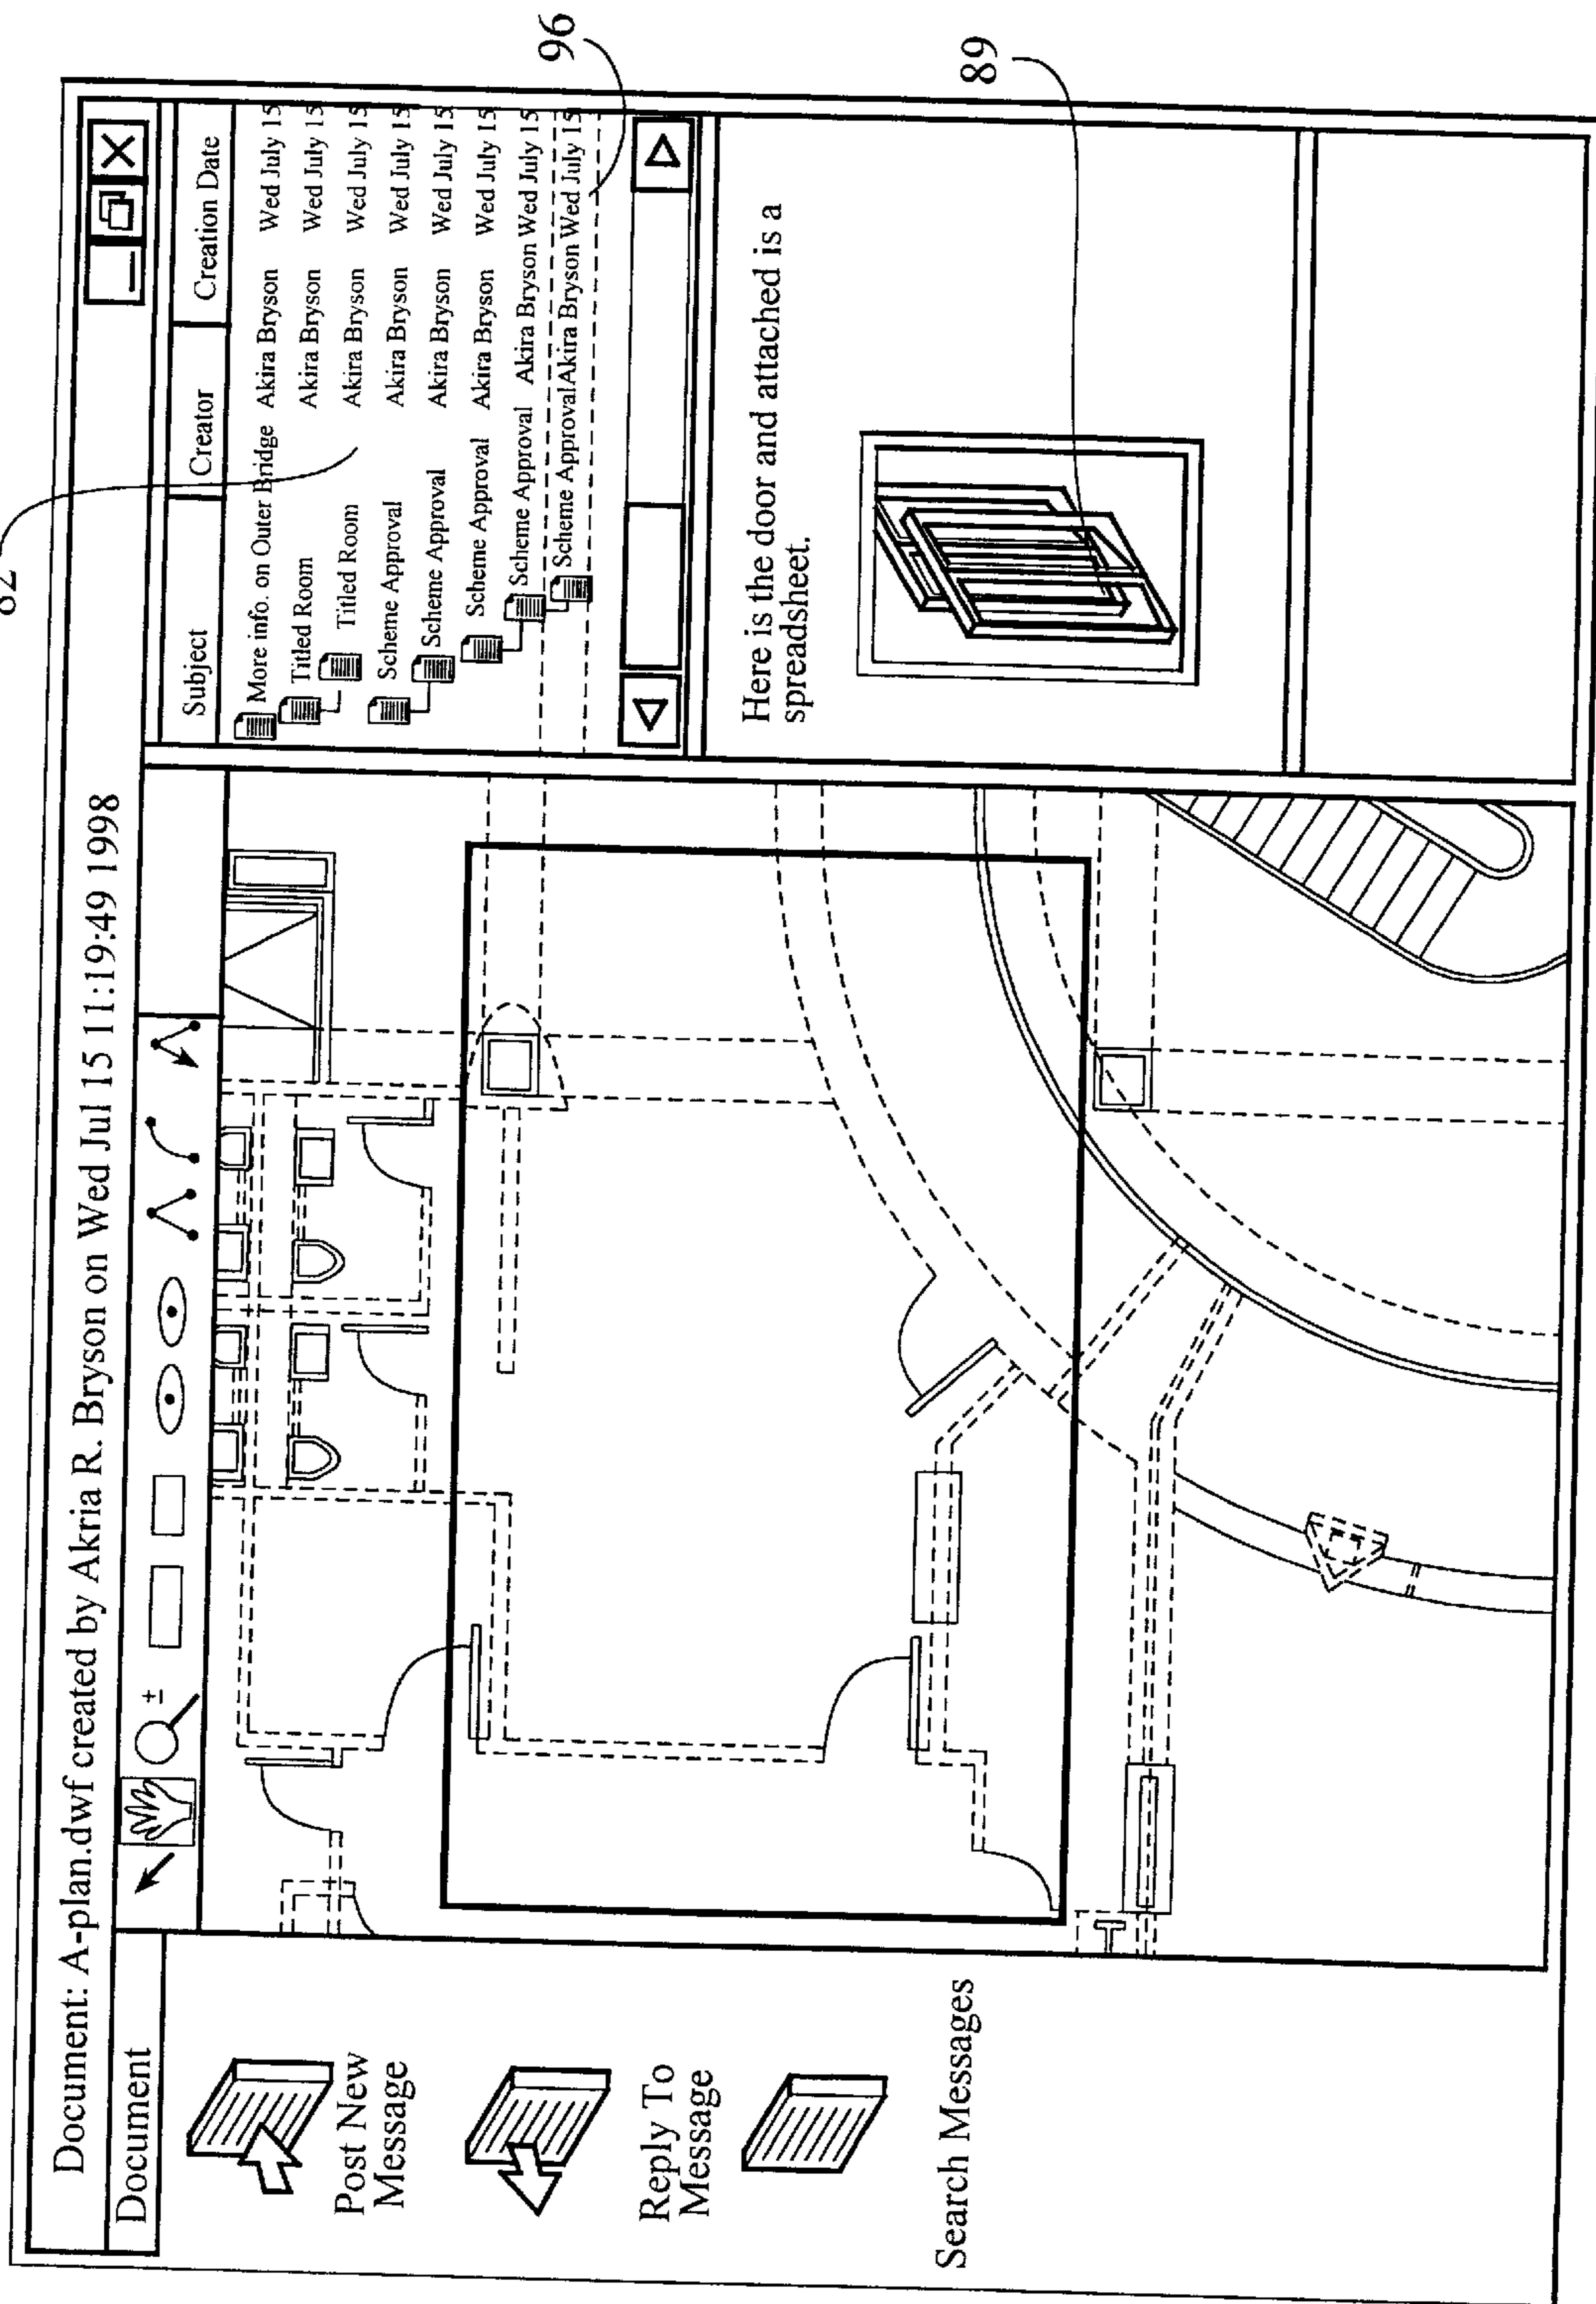 82
96
89
Document: A-plan.dwf created by Akria R. Bryson on Wed Jul 15 11:19:49 1998
Document
Post New
Message
Reply To
Message
Search Messages
±
Subject Creator Creation Date
More info. on Outer Bridge Akira Bryson Wed July 15
Titled Room Akira Bryson Wed July 15
Titled Room Akira Bryson Wed July 15
Scheme Approval Akira Bryson Wed July 15
Scheme Approval Akira Bryson Wed July 15
Scheme Approval Akira Bryson Wed July 15
Scheme Approval Akira Bryson Wed July 15
Scheme Approval Akira Bryson Wed July 15
Here is the door and attached is a
spreadsheet.